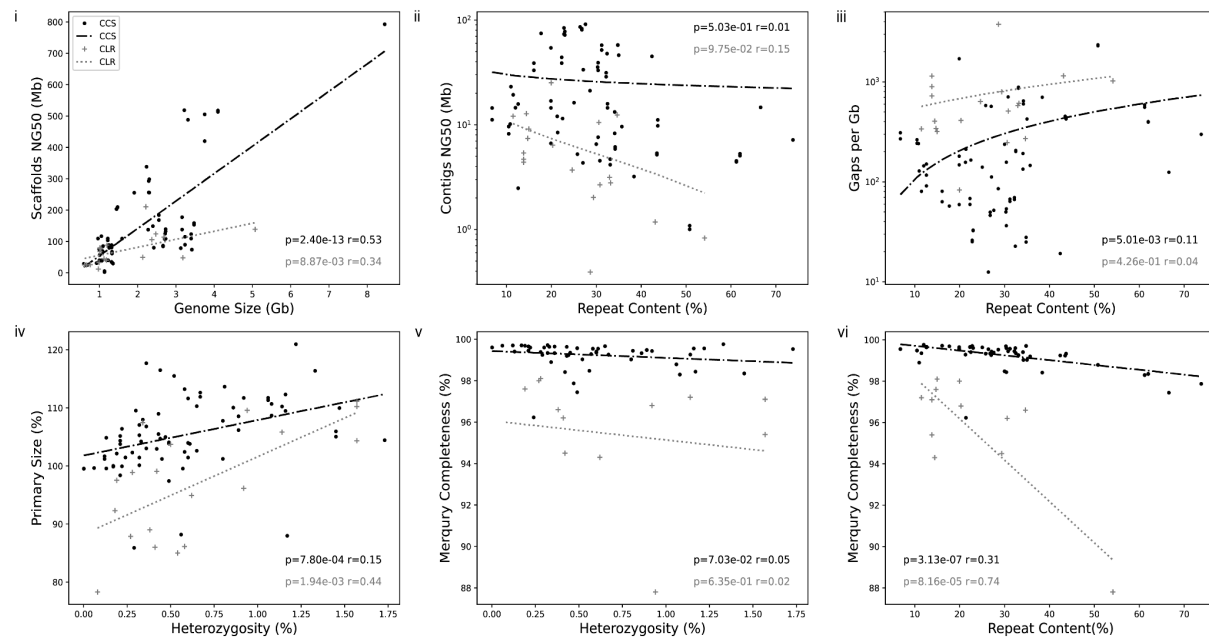 i
Scaffolds NG50 (Mb)
800
700
600
500
400
300
200
100
0
CCS
CCS
CLR
CLR
p=2.40e-13 r=0.53
p=8.87e-03 r=0.34
1 2 3 4 5 6 7 8
Genome Size (Gb)
ii
Contigs NG50 (Mb)
10²
10¹
10⁰
p=5.03e-01 r=0.01
p=9.75e-02 r=0.15
10 20 30 40 50 60 70
Repeat Content (%)
iii
Gaps per Gb
10³
10²
10¹
p=5.01e-03 r=0.11
p=4.26e-01 r=0.04
10 20 30 40 50 60 70
Repeat Content (%)
iv
Primary Size (%)
120
110
100
90
80
p=7.80e-04 r=0.15
p=1.94e-03 r=0.44
0.00 0.25 0.50 0.75 1.00 1.25 1.50 1.75
Heterozygosity (%)
v
Merqury Completeness (%)
100
98
96
94
92
90
88
p=7.03e-02 r=0.05
p=6.35e-01 r=0.02
0.00 0.25 0.50 0.75 1.00 1.25 1.50 1.75
Heterozygosity (%)
vi
Merqury Completeness (%)
100
98
96
94
92
90
88
p=3.13e-07 r=0.31
p=8.16e-05 r=0.74
10 20 30 40 50 60 70
Repeat Content(%)